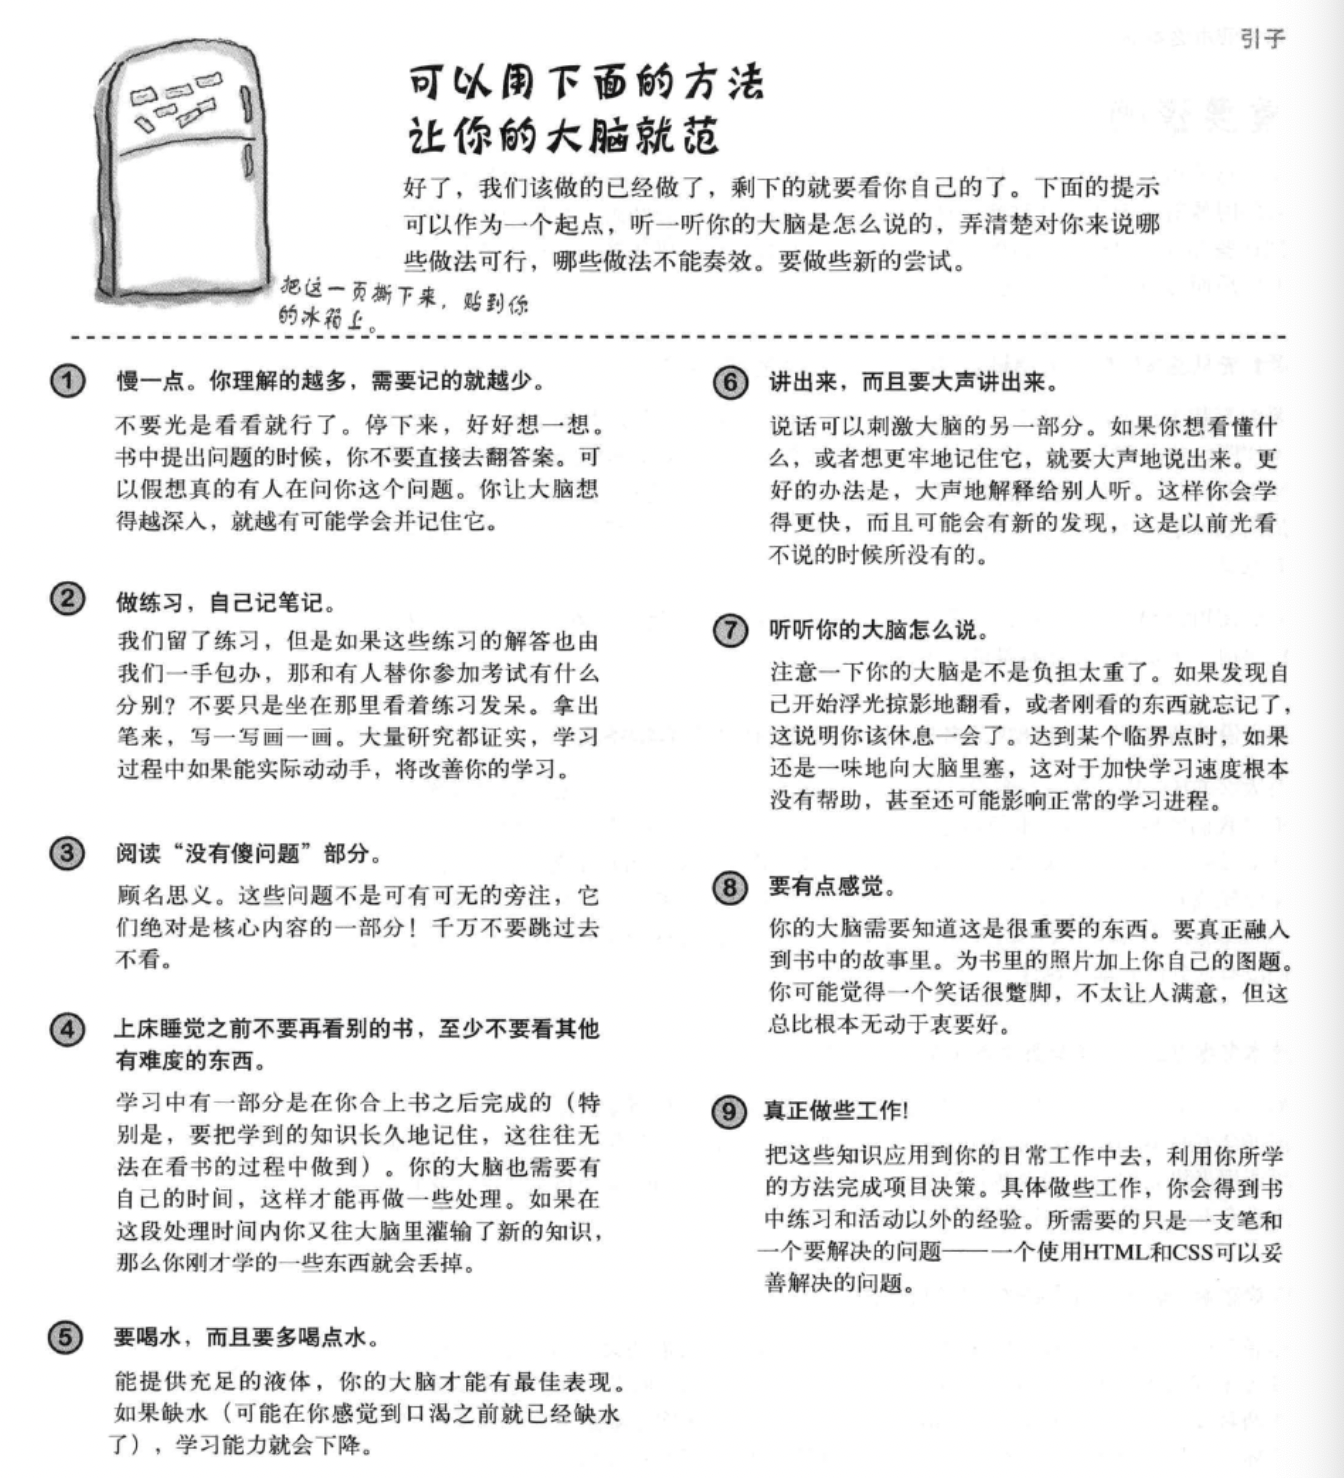 引子
可以用下面的方法
让你的大脑就范
好了，我们该做的已经做了，剩下的就要看你自己的了。下面的提示
可以作为一个起点，听一听你的大脑是怎么说的，弄清楚对你来说哪
些做法可行，哪些做法不能奏效。要做些新的尝试。
把这一页撕下来，贴到你
的冰箱上。
① 慢一点。你理解的越多，需要记的就越少。
不要光是看看就行了。停下来，好好想一想。
书中提出问题的时候，你不要直接去翻答案。可
以假想真的有人在问你这个问题。你让大脑想
得越深入，就越有可能学会并记住它。
② 做练习，自己记笔记。
我们留了练习，但是如果这些练习的解答也由
我们一手包办，那和有人替你参加考试有什么
分别？不要只是坐在那里看着练习发呆。拿出
笔来，写一写画一画。大量研究都证实，学习
过程中如果能实际动动手，将改善你的学习。
③ 阅读“没有傻问题”部分。
顾名思义。这些问题不是可有可无的旁注，它
们绝对是核心内容的一部分！千万不要跳过去
不看。
④ 上床睡觉之前不要再看别的书，至少不要看其他
有难度的东西。
学习中有一部分是在你合上书之后完成的（特
别是，要把学到的知识长久地记住，这往往无
法在看书的过程中做到）。你的大脑也需要有
自己的时间，这样才能再做一些处理。如果在
这段处理时间内你又往大脑里灌输了新的知识，
那么你刚才学的一些东西就会丢掉。
⑤ 要喝水，而且要多喝点水。
能提供充足的液体，你的大脑才能有最佳表现。
如果缺水（可能在你感觉到口渴之前就已经缺水
了），学习能力就会下降。
⑥ 讲出来，而且要大声讲出来。
说话可以刺激大脑的另一部分。如果你想看懂什
么，或者想更牢地记住它，就要大声地说出来。更
好的办法是，大声地解释给别人听。这样你会学
得更快，而且可能会有新的发现，这是以前光看
不说的时候所没有的。
⑦ 听听你的大脑怎么说。
注意一下你的大脑是不是负担太重了。如果发现自
己开始浮光掠影地翻看，或者刚看的东西就忘记了，
这说明你该休息一会了。达到某个临界点时，如果
还是一味地向大脑里塞，这对于加快学习速度根本
没有帮助，甚至还可能影响正常的学习进程。
⑧ 要有点感觉。
你的大脑需要知道这是很重要的东西。要真正融入
到书中的故事里。为书里的照片加上你自己的图题。
你可能觉得一个笑话很蹩脚，不太让人满意，但这
总比根本无动于衷要好。
⑨ 真正做些工作!
把这些知识应用到你的日常工作中去，利用你所学
的方法完成项目决策。具体做些工作，你会得到书
中练习和活动以外的经验。所需要的只是一支笔和
一个要解决的问题——一个使用HTML和CSS可以妥
善解决的问题。